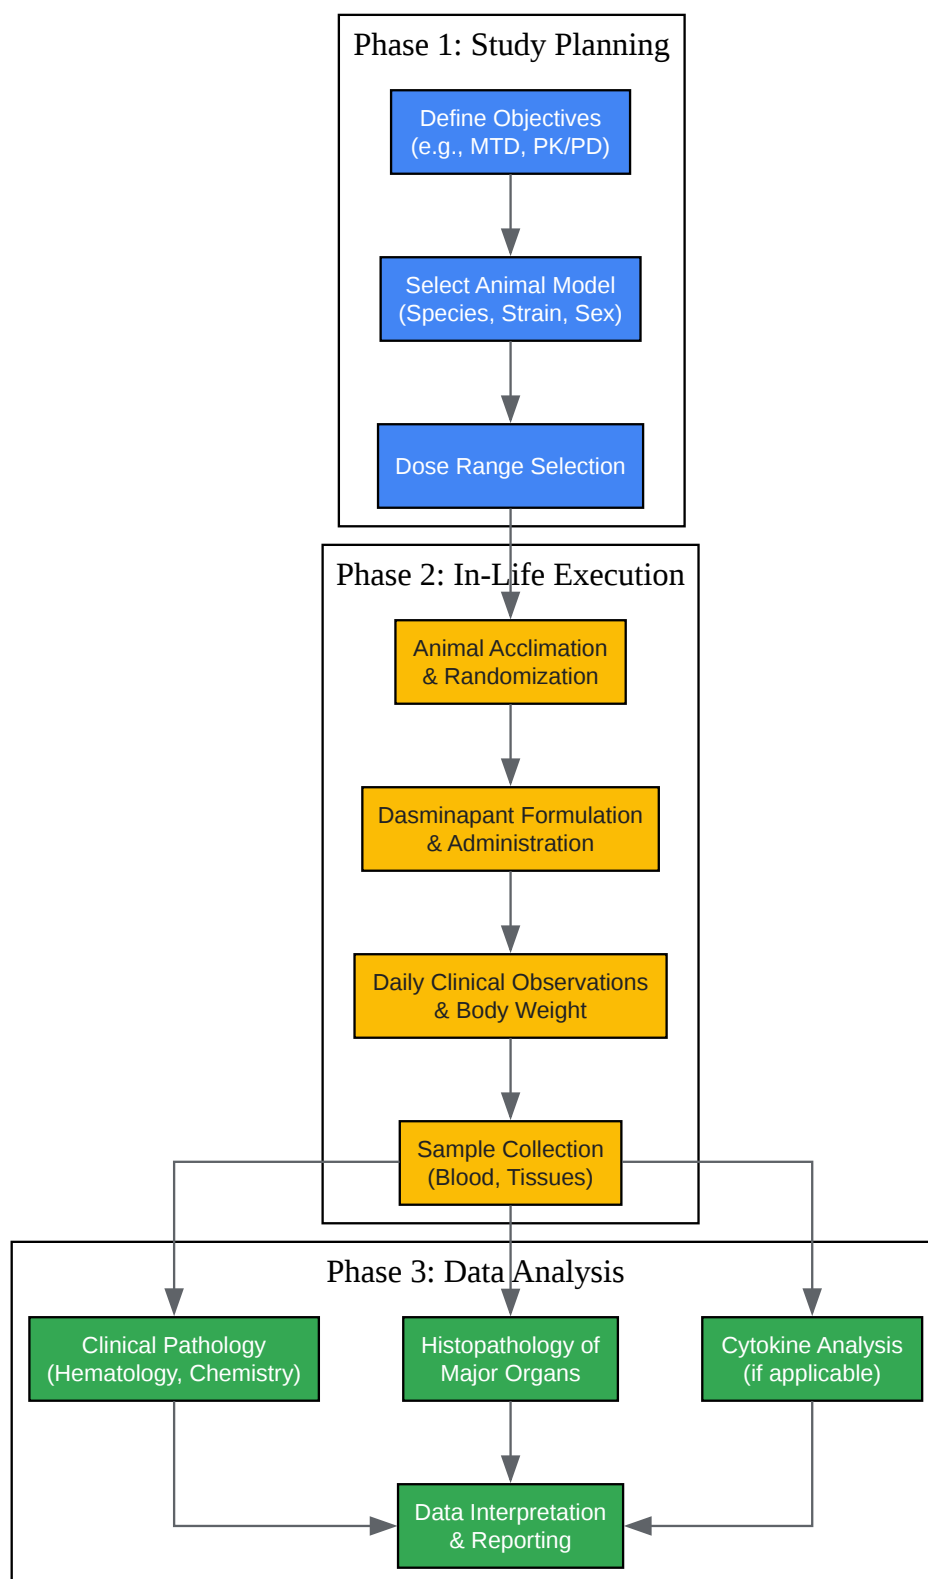 Phase 1: Study Planning
Define Objectives
(e.g., MTD, PK/PD)
Select Animal Model
(Species, Strain, Sex)
Dose Range Selection
Phase 2: In-Life Execution
Animal Acclimation
& Randomization
Dasminapant Formulation
& Administration
Daily Clinical Observations
& Body Weight
Sample Collection
(Blood, Tissues)
Phase 3: Data Analysis
Clinical Pathology
(Hematology, Chemistry)
Histopathology of
Major Organs
Cytokine Analysis
(if applicable)
Data Interpretation
& Reporting